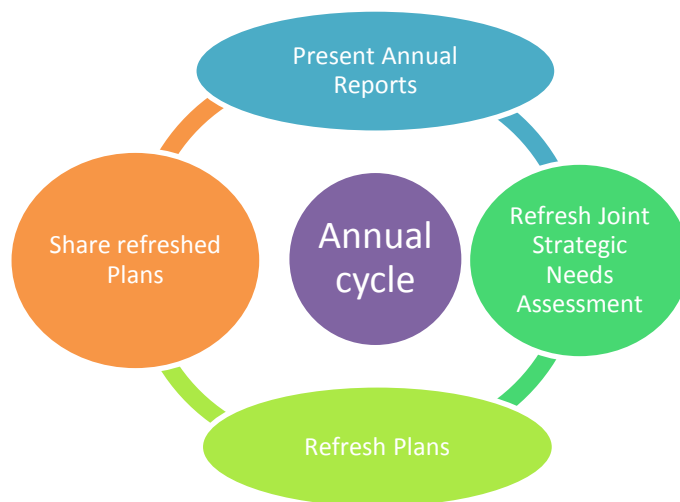 Present Annual
Reports
Refresh Joint
Strategic
Needs
Assessment
Refresh Plans
Share refreshed
Plans
Annual
cycle